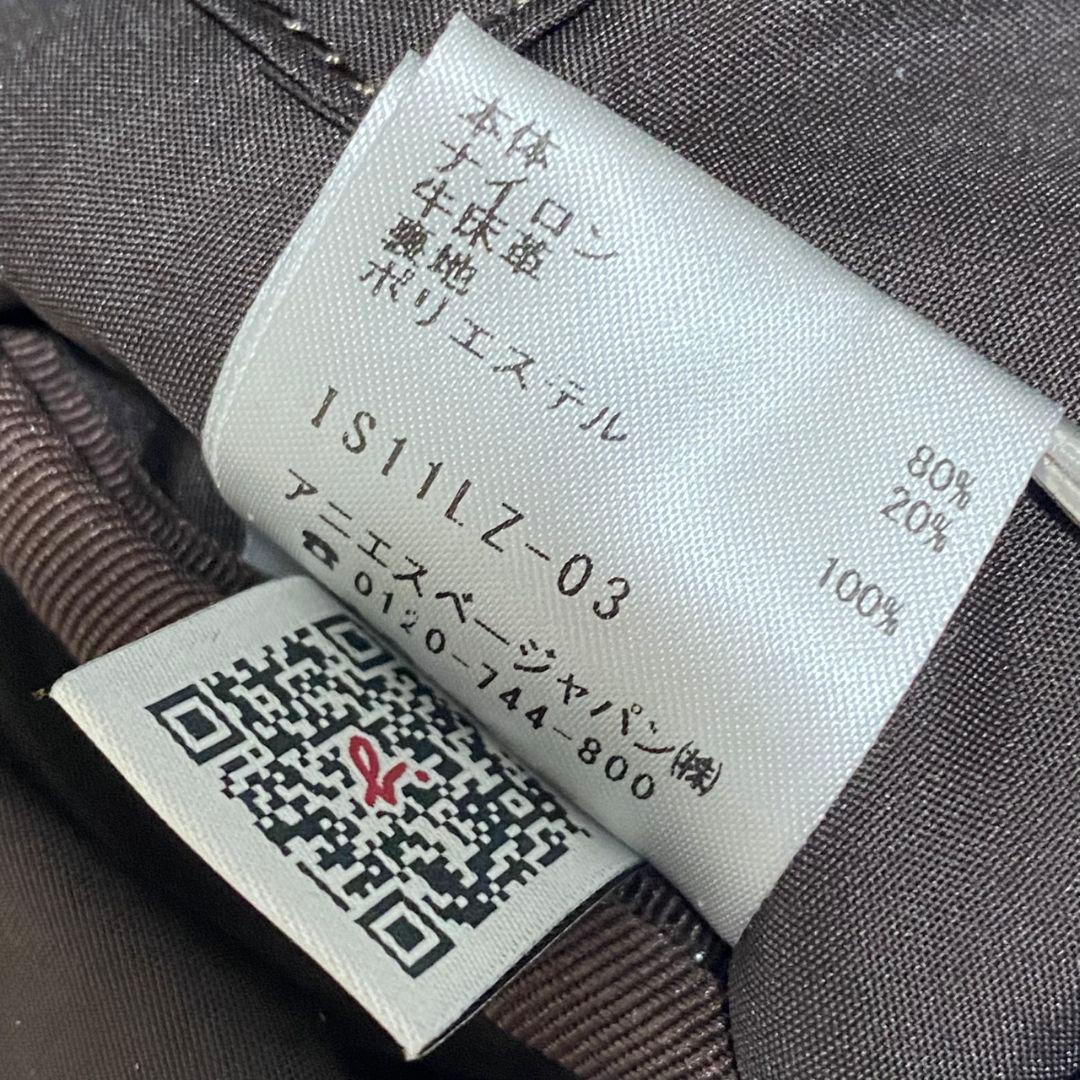 本体
ナイロン 80%
牛床革 20%
裏地
ポリエステル 100%
IS11LZ-03
アニエスベージャパン㈱
☎0120-744-800
b.